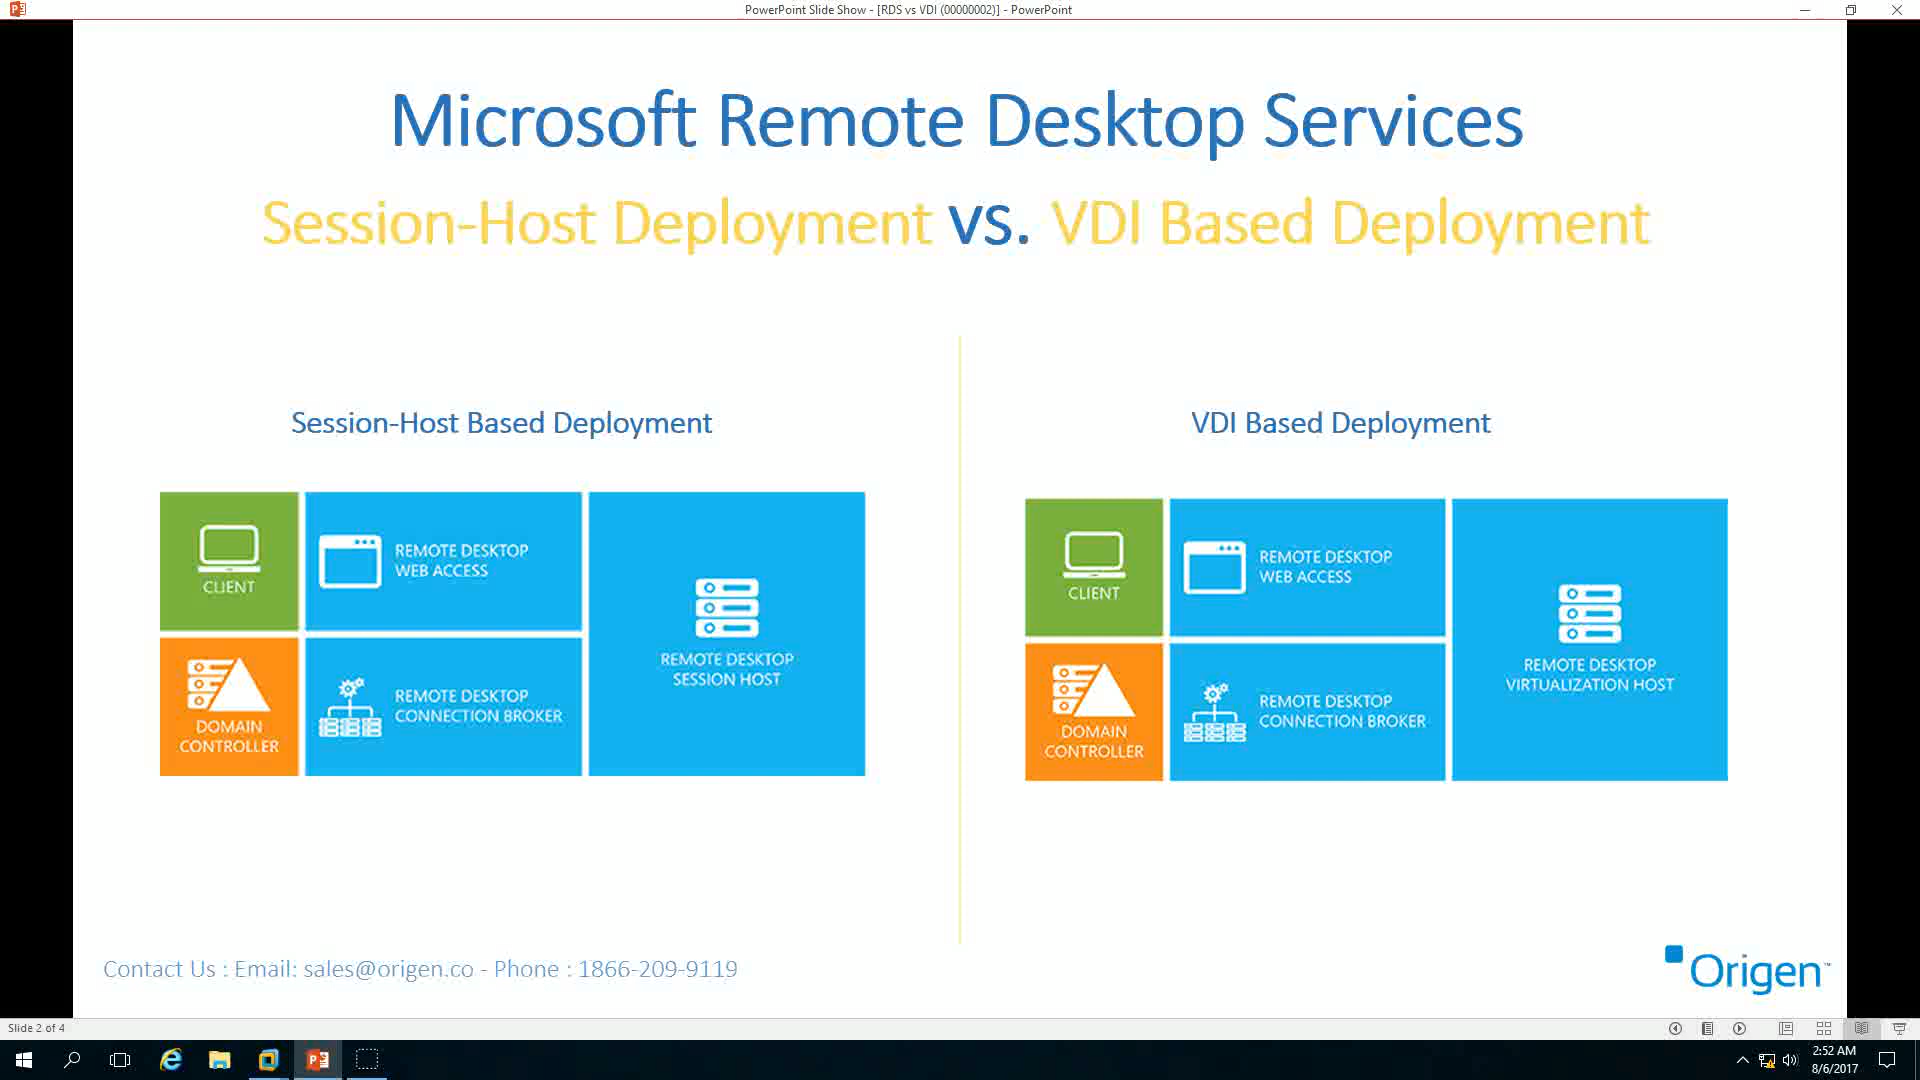 PowerPoint Slide Show - [RDS vs VDI (00000002)] - PowerPoint
Microsoft Remote Desktop Services
Session-Host Deployment vs. VDI Based Deployment
Session-Host Based Deployment
CLIENT
REMOTE DESKTOP
WEB ACCESS
DOMAIN
CONTROLLER
REMOTE DESKTOP
CONNECTION BROKER
REMOTE DESKTOP
SESSION HOST
VDI Based Deployment
CLIENT
REMOTE DESKTOP
WEB ACCESS
DOMAIN
CONTROLLER
REMOTE DESKTOP
CONNECTION BROKER
REMOTE DESKTOP
VIRTUALIZATION HOST
Contact Us : Email: sales@origen.co - Phone : 1866-209-9119
Origen™
Slide 2 of 4
2:52 AM
8/6/2017